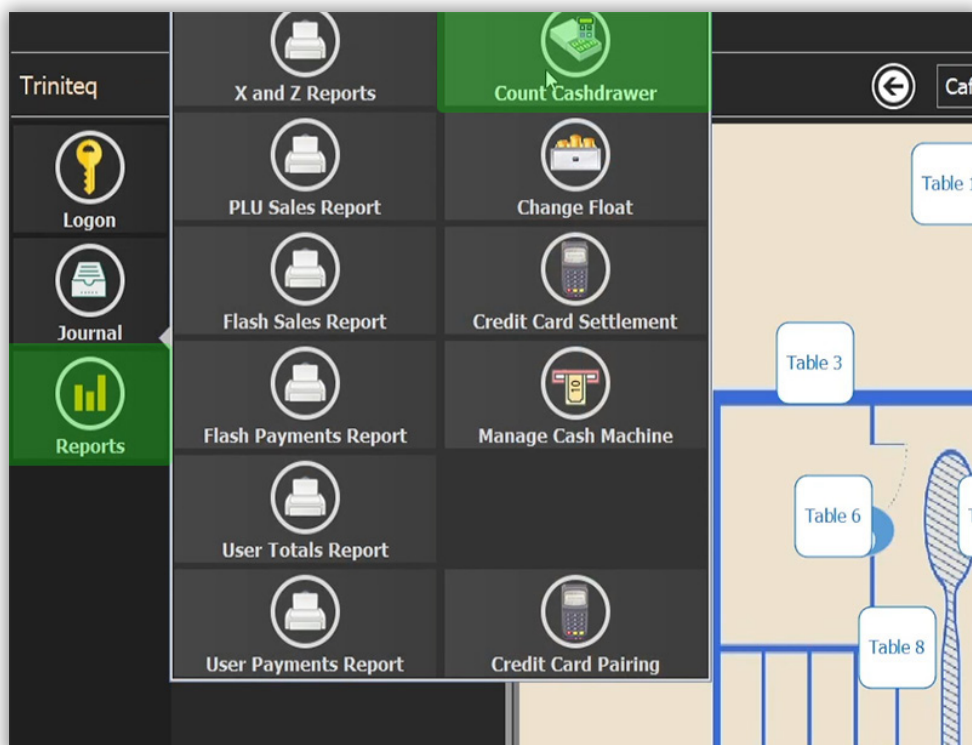 Triniteq
Logon
Journal
Reports
X and Z Reports
Count Cashdrawer
PLU Sales Report
Change Float
Flash Sales Report
Credit Card Settlement
Flash Payments Report
Manage Cash Machine
User Totals Report
User Payments Report
Credit Card Pairing
10
Table
Table 3
Table 6
Table 8